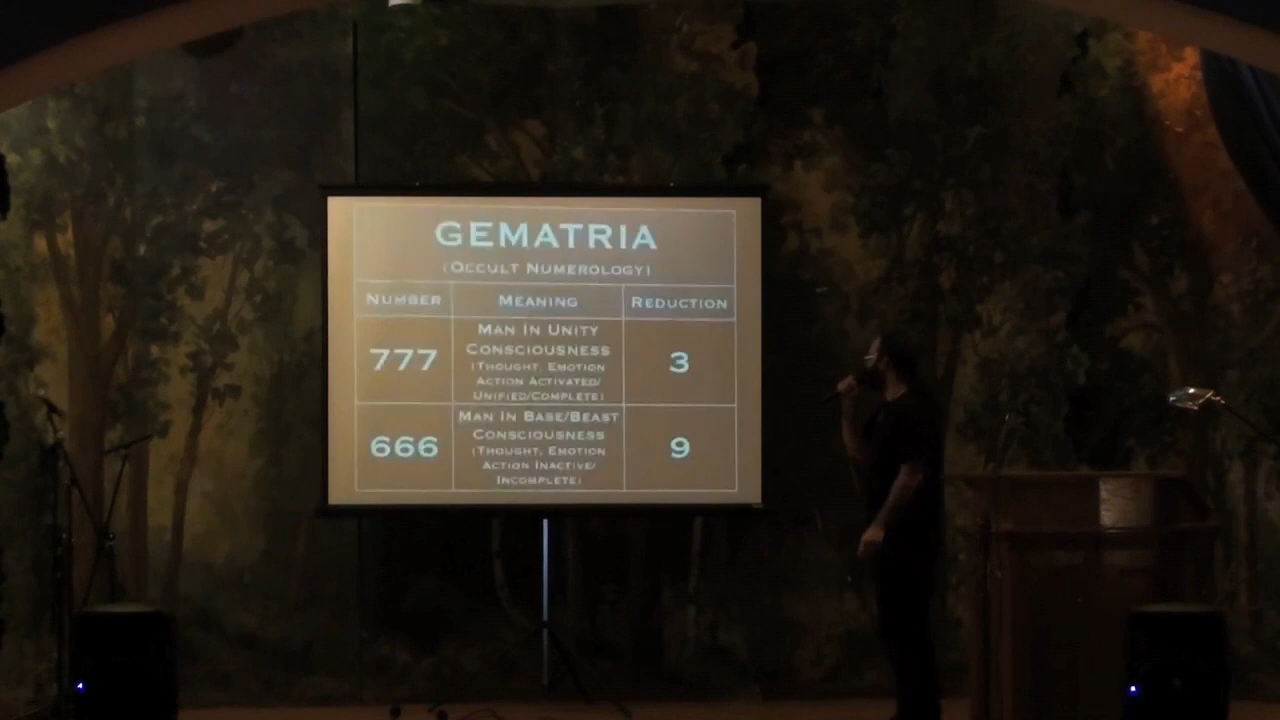 GEMATRIA
(OCCULT NUMEROLOGY)
NUMBER MEANING REDUCTION
777
MAN IN UNITY
CONSCIOUSNESS
(THOUGHT, EMOTION
ACTION ACTIVATED/
UNIFIED/COMPLETE)
3
666
MAN IN BASE/BEAST
CONSCIOUSNESS
(THOUGHT, EMOTION
ACTION INACTIVE/
INCOMPLETE)
9